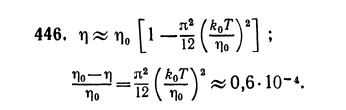 446. η ≈ η₀ [1 − π²/12 (k₀T/η₀)²] ;
(η₀ − η)/η₀ = π²/12 (k₀T/η₀)² ≈ 0,6·10⁻⁴.